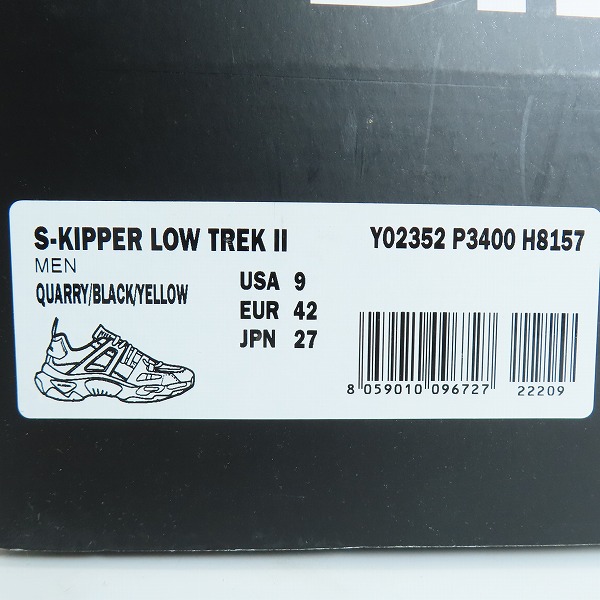 S-KIPPER LOW TREK II
Y02352 P3400 H8157
MEN
QUARRY/BLACK/YELLOW
USA 9
EUR 42
JPN 27
8 059010 096727
22209